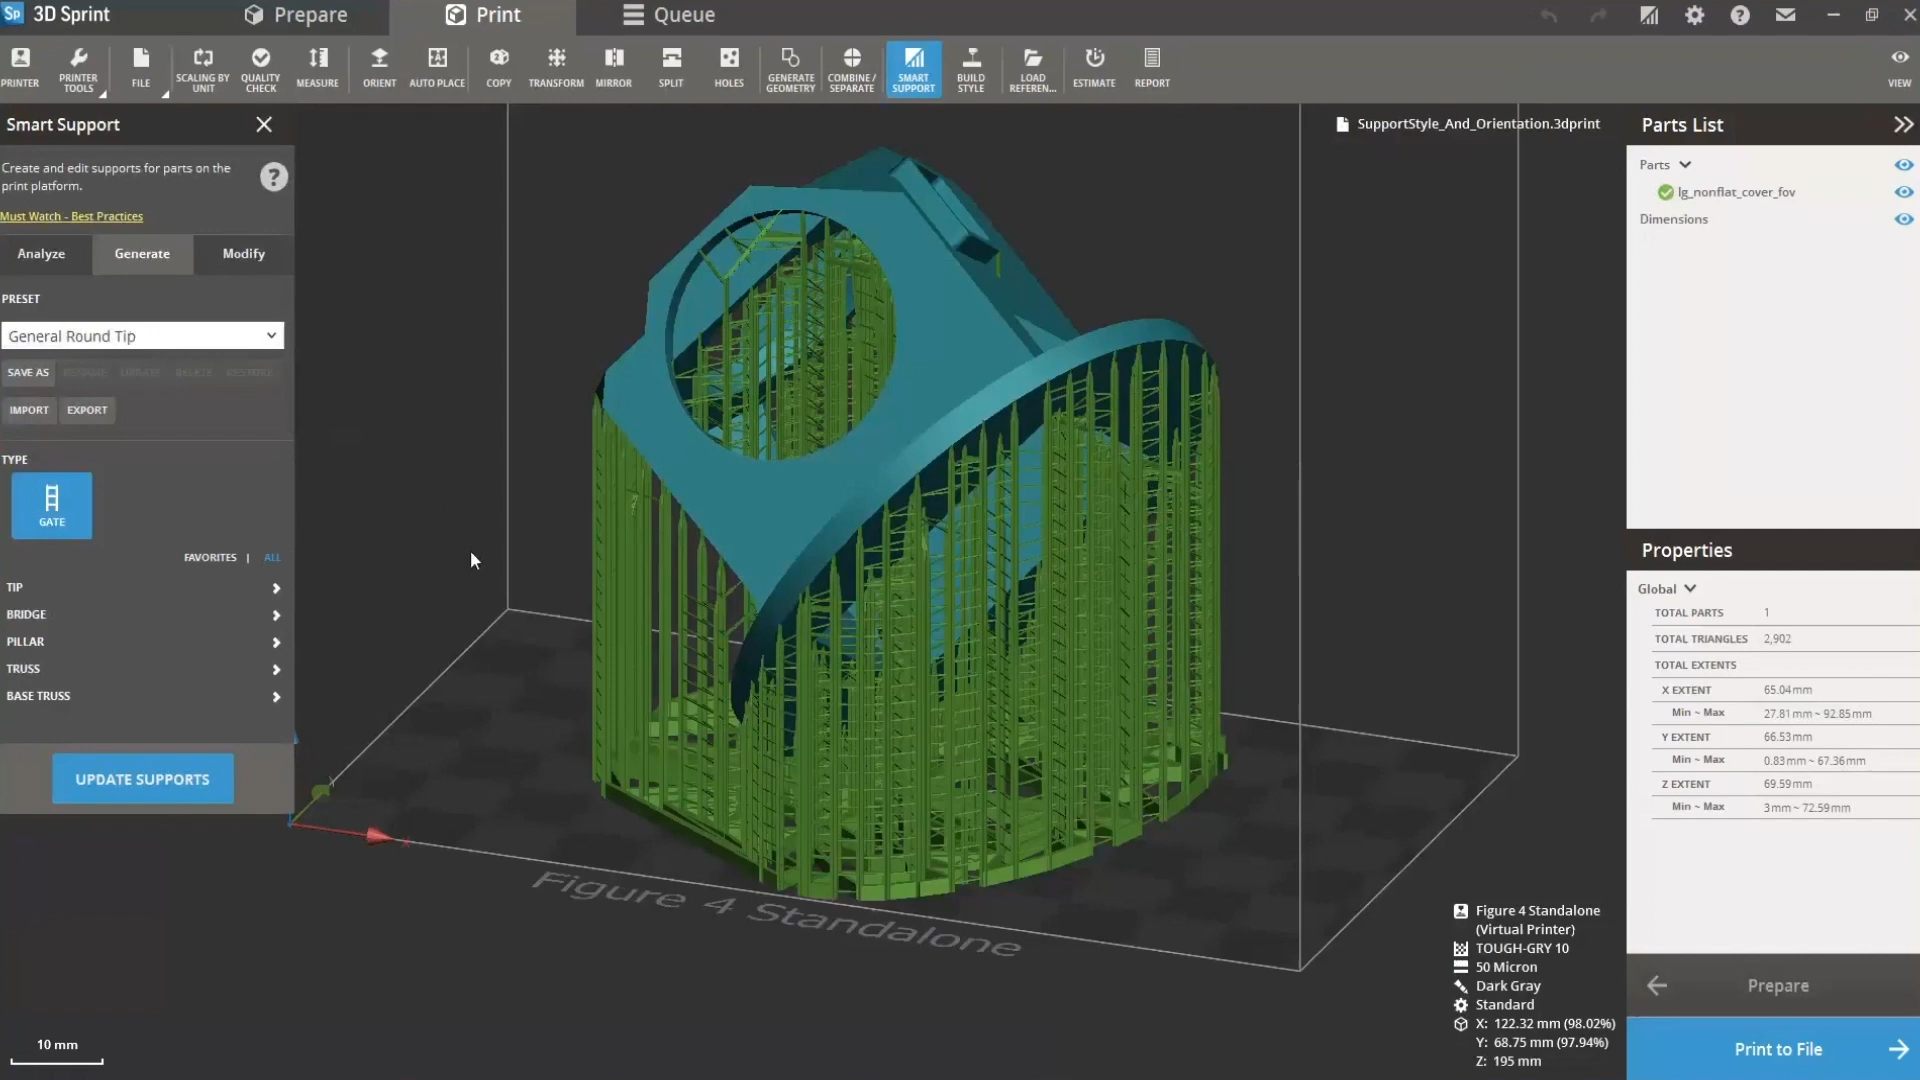 Sp 3D Sprint
Prepare
Print
Queue
PRINTER
PRINTER TOOLS
FILE
SCALING BY UNIT
QUALITY CHECK
MEASURE
ORIENT
AUTO PLACE
COPY
TRANSFORM
MIRROR
SPLIT
HOLES
GENERATE GEOMETRY
COMBINE / SEPARATE
SMART SUPPORT
BUILD STYLE
LOAD REFEREN...
ESTIMATE
REPORT
VIEW
Smart Support
Create and edit supports for parts on the
print platform.
?
Must Watch - Best Practices
Analyze
Generate
Modify
PRESET
General Round Tip
SAVE AS RENAME UPDATE DELETE RESTORE
IMPORT EXPORT
TYPE
GATE
FAVORITES | ALL
TIP
BRIDGE
PILLAR
TRUSS
BASE TRUSS
UPDATE SUPPORTS
10 mm
SupportStyle_And_Orientation.3dprint
Figure 4 Standalone
Figure 4 Standalone
(Virtual Printer)
TOUGH-GRY 10
50 Micron
Dark Gray
Standard
X: 122.32 mm (98.02%)
Y: 68.75 mm (97.94%)
Z: 195 mm
Parts List
Parts
lg_nonflat_cover_fov
Dimensions
Properties
Global
TOTAL PARTS 1
TOTAL TRIANGLES 2,902
TOTAL EXTENTS
X EXTENT 65.04mm
Min ~ Max 27.81mm ~ 92.85mm
Y EXTENT 66.53mm
Min ~ Max 0.83mm ~ 67.36mm
Z EXTENT 69.59mm
Min ~ Max 3mm ~ 72.59mm
Prepare
Print to File